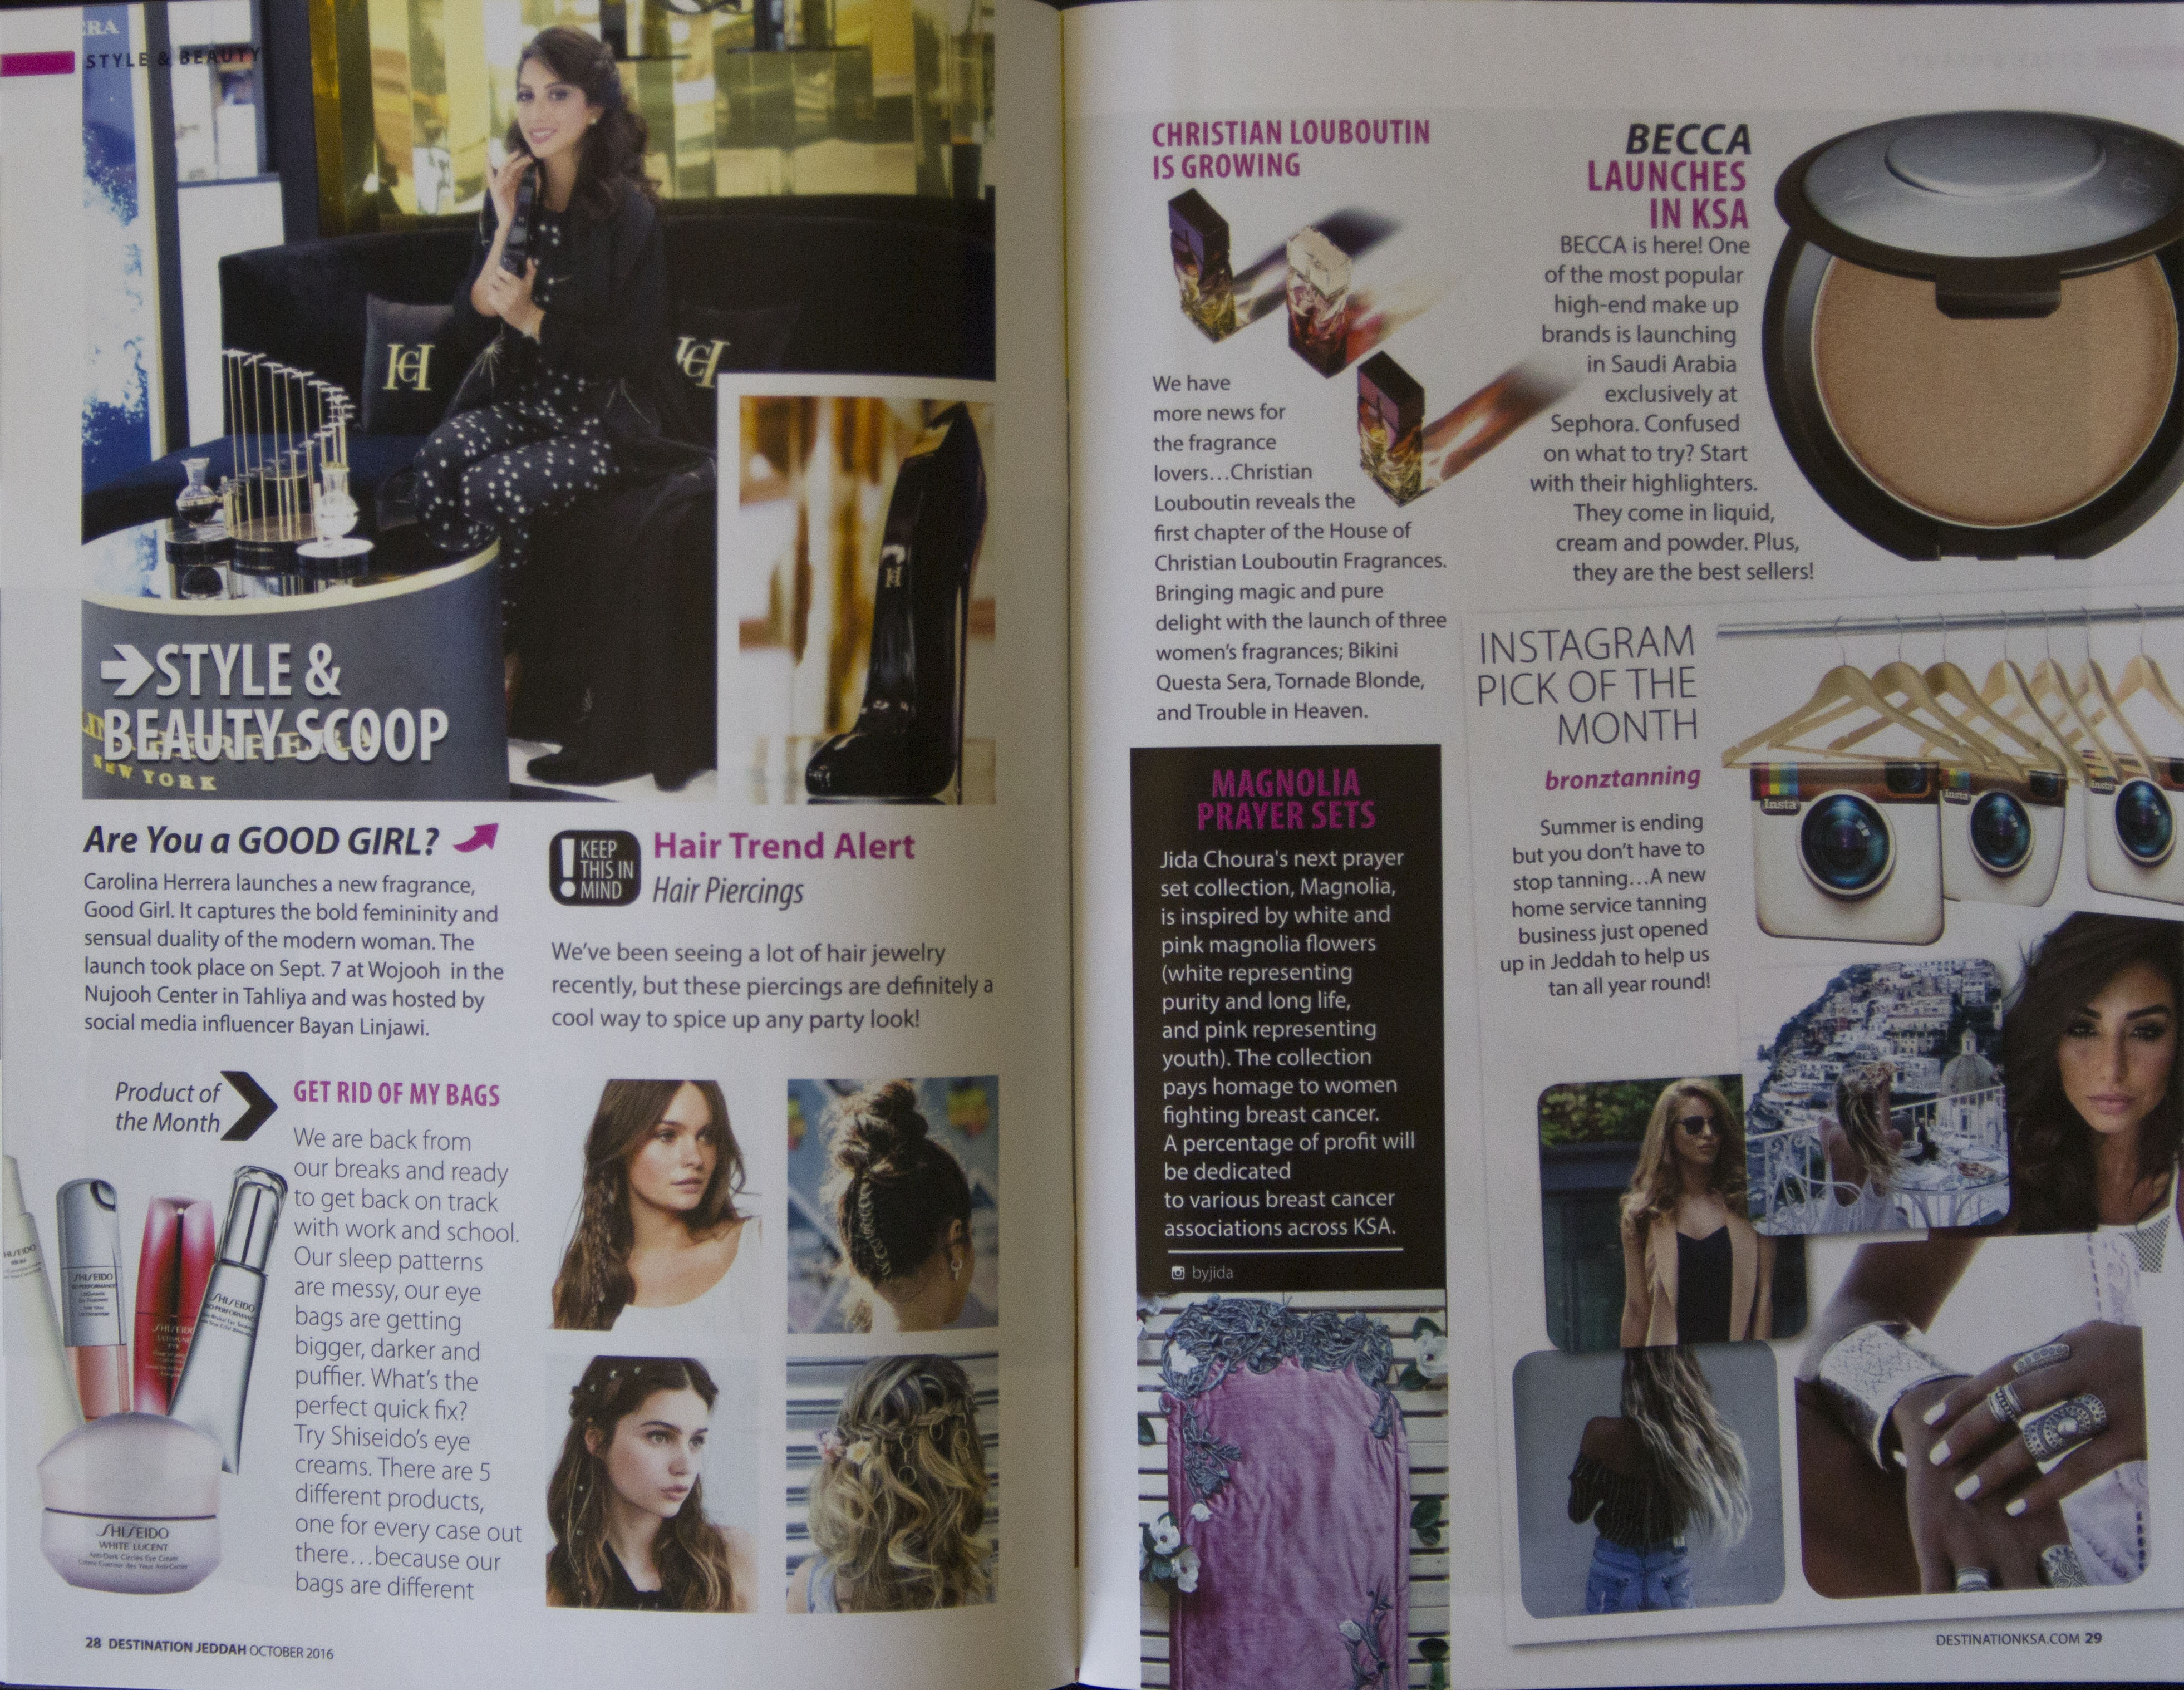 STYLE & BEAUTY
STYLE &
BEAUTY SCOOP
NEW YORK
Are You a GOOD GIRL?
Carolina Herrera launches a new fragrance,
Good Girl. It captures the bold femininity and
sensual duality of the modern woman. The
launch took place on Sept. 7 at Wojooh in the
Nujooh Center in Tahliya and was hosted by
social media influencer Bayan Linjawi.
KEEP
THIS IN
MIND
Hair Trend Alert
Hair Piercings
We've been seeing a lot of hair jewelry
recently, but these piercings are definitely a
cool way to spice up any party look!
Product of
the Month
GET RID OF MY BAGS
We are back from
our breaks and ready
to get back on track
with work and school.
Our sleep patterns
are messy, our eye
bags are getting
bigger, darker and
puffier. What's the
perfect quick fix?
Try Shiseido's eye
creams. There are 5
different products,
one for every case out
there...because our
bags are different
SHISEIDO
SHISEIDO
SHISEIDO
SHISEIDO
WHITE LUCENT
Anti-Dark Circles Eye Cream
28 DESTINATION JEDDAH OCTOBER 2016
CHRISTIAN LOUBOUTIN
IS GROWING
We have
more news for
the fragrance
lovers...Christian
Louboutin reveals the
first chapter of the House of
Christian Louboutin Fragrances.
Bringing magic and pure
delight with the launch of three
women's fragrances; Bikini
Questa Sera, Tornade Blonde,
and Trouble in Heaven.
BECCA
LAUNCHES
IN KSA
BECCA is here! One
of the most popular
high-end make up
brands is launching
in Saudi Arabia
exclusively at
Sephora. Confused
on what to try? Start
with their highlighters.
They come in liquid,
cream and powder. Plus,
they are the best sellers!
MAGNOLIA
PRAYER SETS
Jida Choura's next prayer
set collection, Magnolia,
is inspired by white and
pink magnolia flowers
(white representing
purity and long life,
and pink representing
youth). The collection
pays homage to women
fighting breast cancer.
A percentage of profit will
be dedicated
to various breast cancer
associations across KSA.
byjida
INSTAGRAM
PICK OF THE
MONTH
bronztanning
Summer is ending
but you don't have to
stop tanning...A new
home service tanning
business just opened
up in Jeddah to help us
tan all year round!
Insta
Insta
Insta
DESTINATIONKSA.COM 29